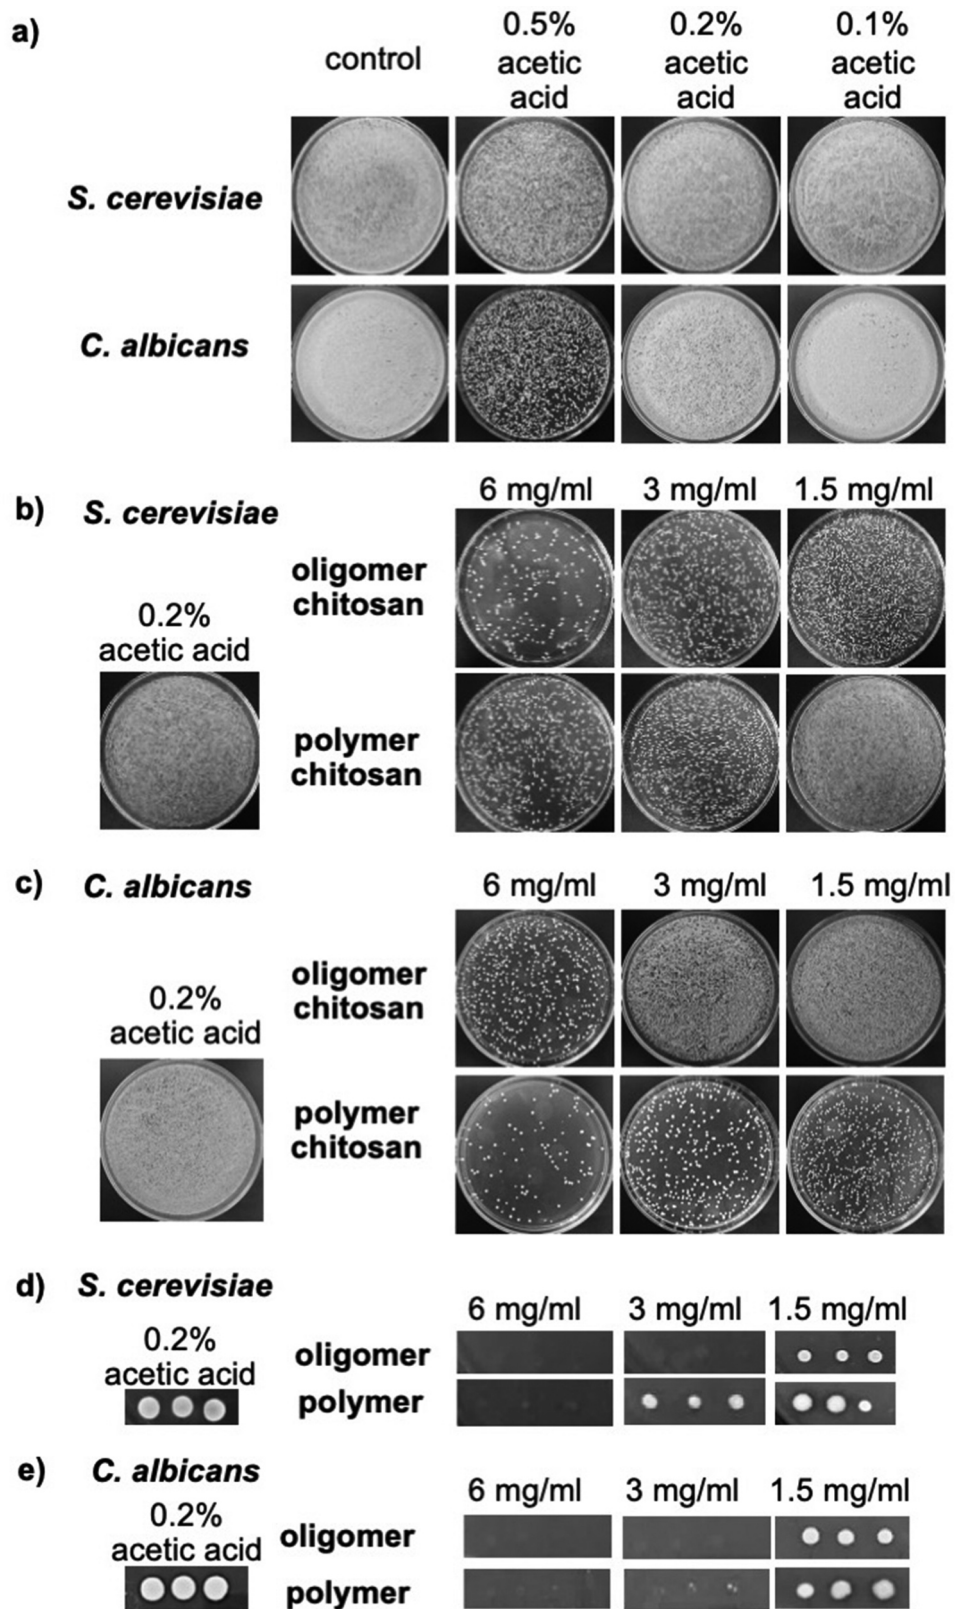 a)
control
0.5%
acetic
acid
0.2%
acetic
acid
0.1%
acetic
acid
S. cerevisiae
C. albicans
b)
S. cerevisiae
6 mg/ml
3 mg/ml
1.5 mg/ml
oligomer
chitosan
0.2%
acetic acid
polymer
chitosan
c)
C. albicans
6 mg/ml
3 mg/ml
1.5 mg/ml
oligomer
chitosan
0.2%
acetic acid
polymer
chitosan
d)
S. cerevisiae
6 mg/ml
3 mg/ml
1.5 mg/ml
0.2%
acetic acid
oligomer
polymer
e)
C. albicans
6 mg/ml
3 mg/ml
1.5 mg/ml
0.2%
acetic acid
oligomer
polymer